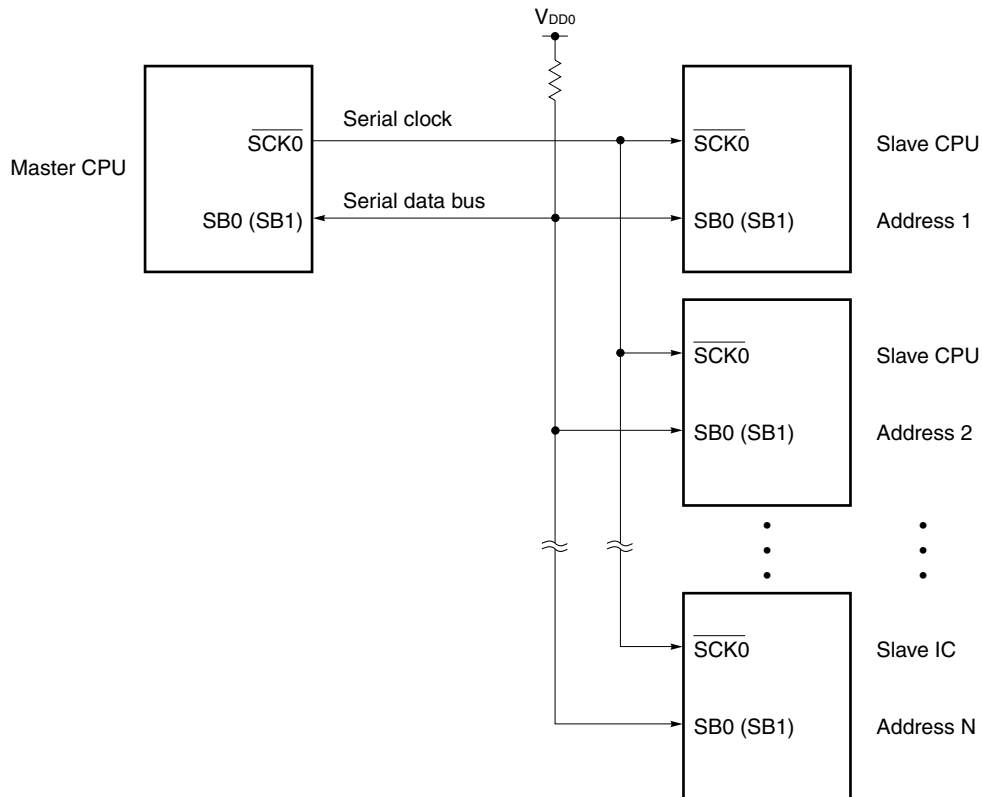 VDD0
Master CPU
SCK0
SB0 (SB1)
Serial clock
Serial data bus
SCK0
SB0 (SB1)
Slave CPU
Address 1
SCK0
SB0 (SB1)
Slave CPU
Address 2
SCK0
SB0 (SB1)
Slave IC
Address N